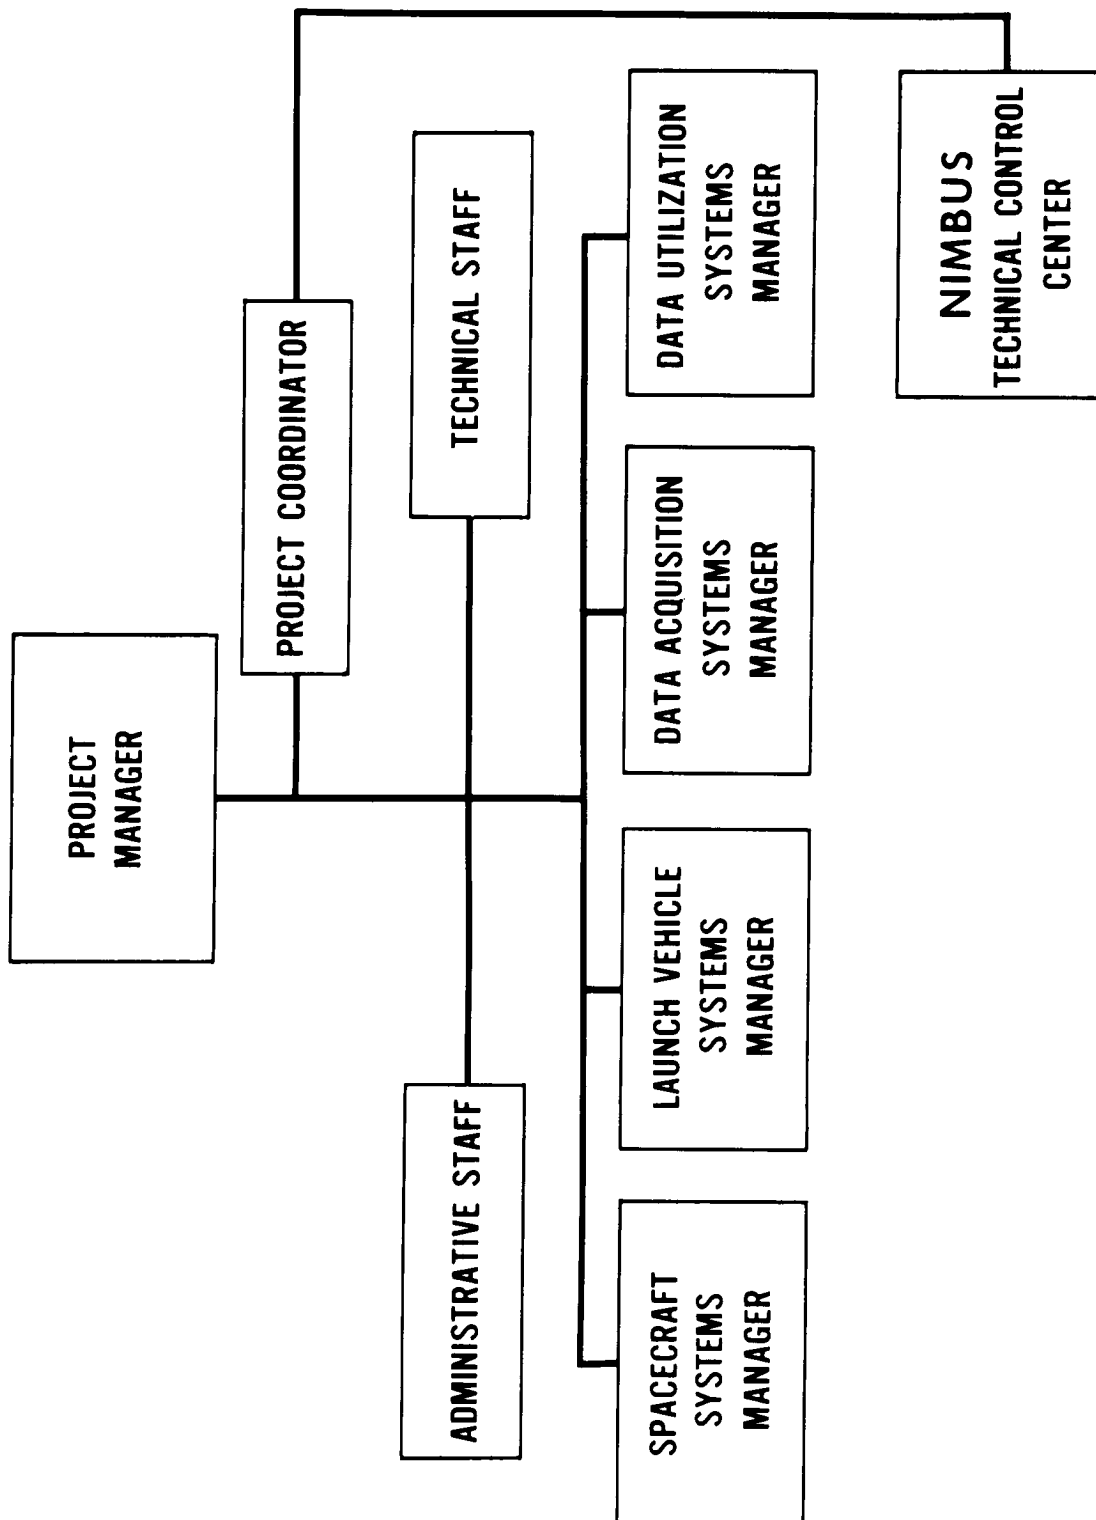 PROJECT
MANAGER
PROJECT COORDINATOR
ADMINISTRATIVE STAFF
TECHNICAL STAFF
SPACECRAFT
SYSTEMS
MANAGER
LAUNCH VEHICLE
SYSTEMS
MANAGER
DATA ACQUISITION
SYSTEMS
MANAGER
DATA UTILIZATION
SYSTEMS
MANAGER
NIMBUS
TECHNICAL CONTROL
CENTER